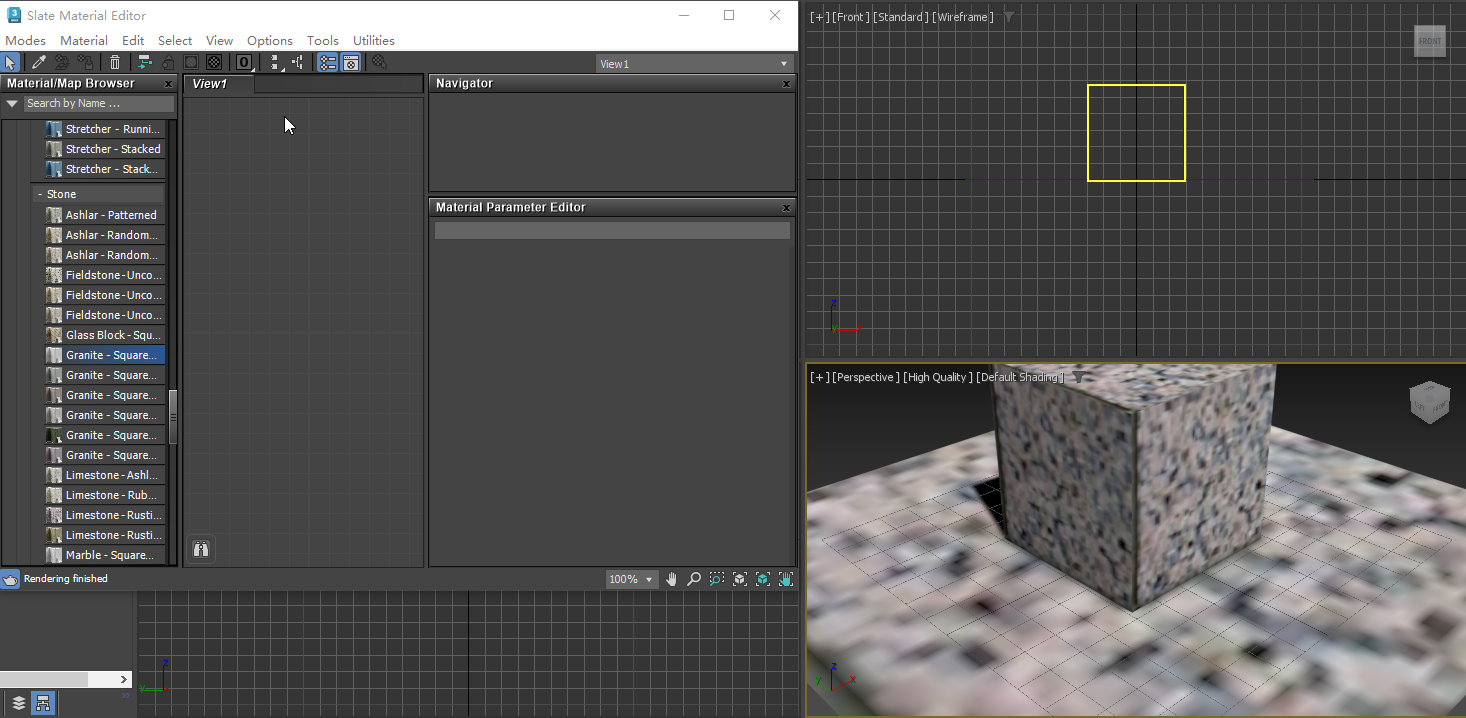 Slate Material Editor
Modes Material Edit Select View Options Tools Utilities
0
View1
Material/Map Browser x
Search by Name ...
Stretcher - Runni...
Stretcher - Stacked
Stretcher - Stack...
- Stone
Ashlar - Patterned
Ashlar - Random...
Ashlar - Random...
Fieldstone - Unco...
Fieldstone - Unco...
Fieldstone - Unco...
Glass Block - Squ...
Granite - Square...
Granite - Square...
Granite - Square...
Granite - Square...
Granite - Square...
Granite - Square...
Limestone - Ashl...
Limestone - Rub...
Limestone - Rusti...
Limestone - Rusti...
Marble - Square...
View1
Navigator x
Material Parameter Editor x
Rendering finished
100%
z
y
[+] [Front ] [Standard ] [Wireframe ]
FRONT
z
x
[+] [Perspective ] [High Quality ] [Default Shading ]
z
y
x